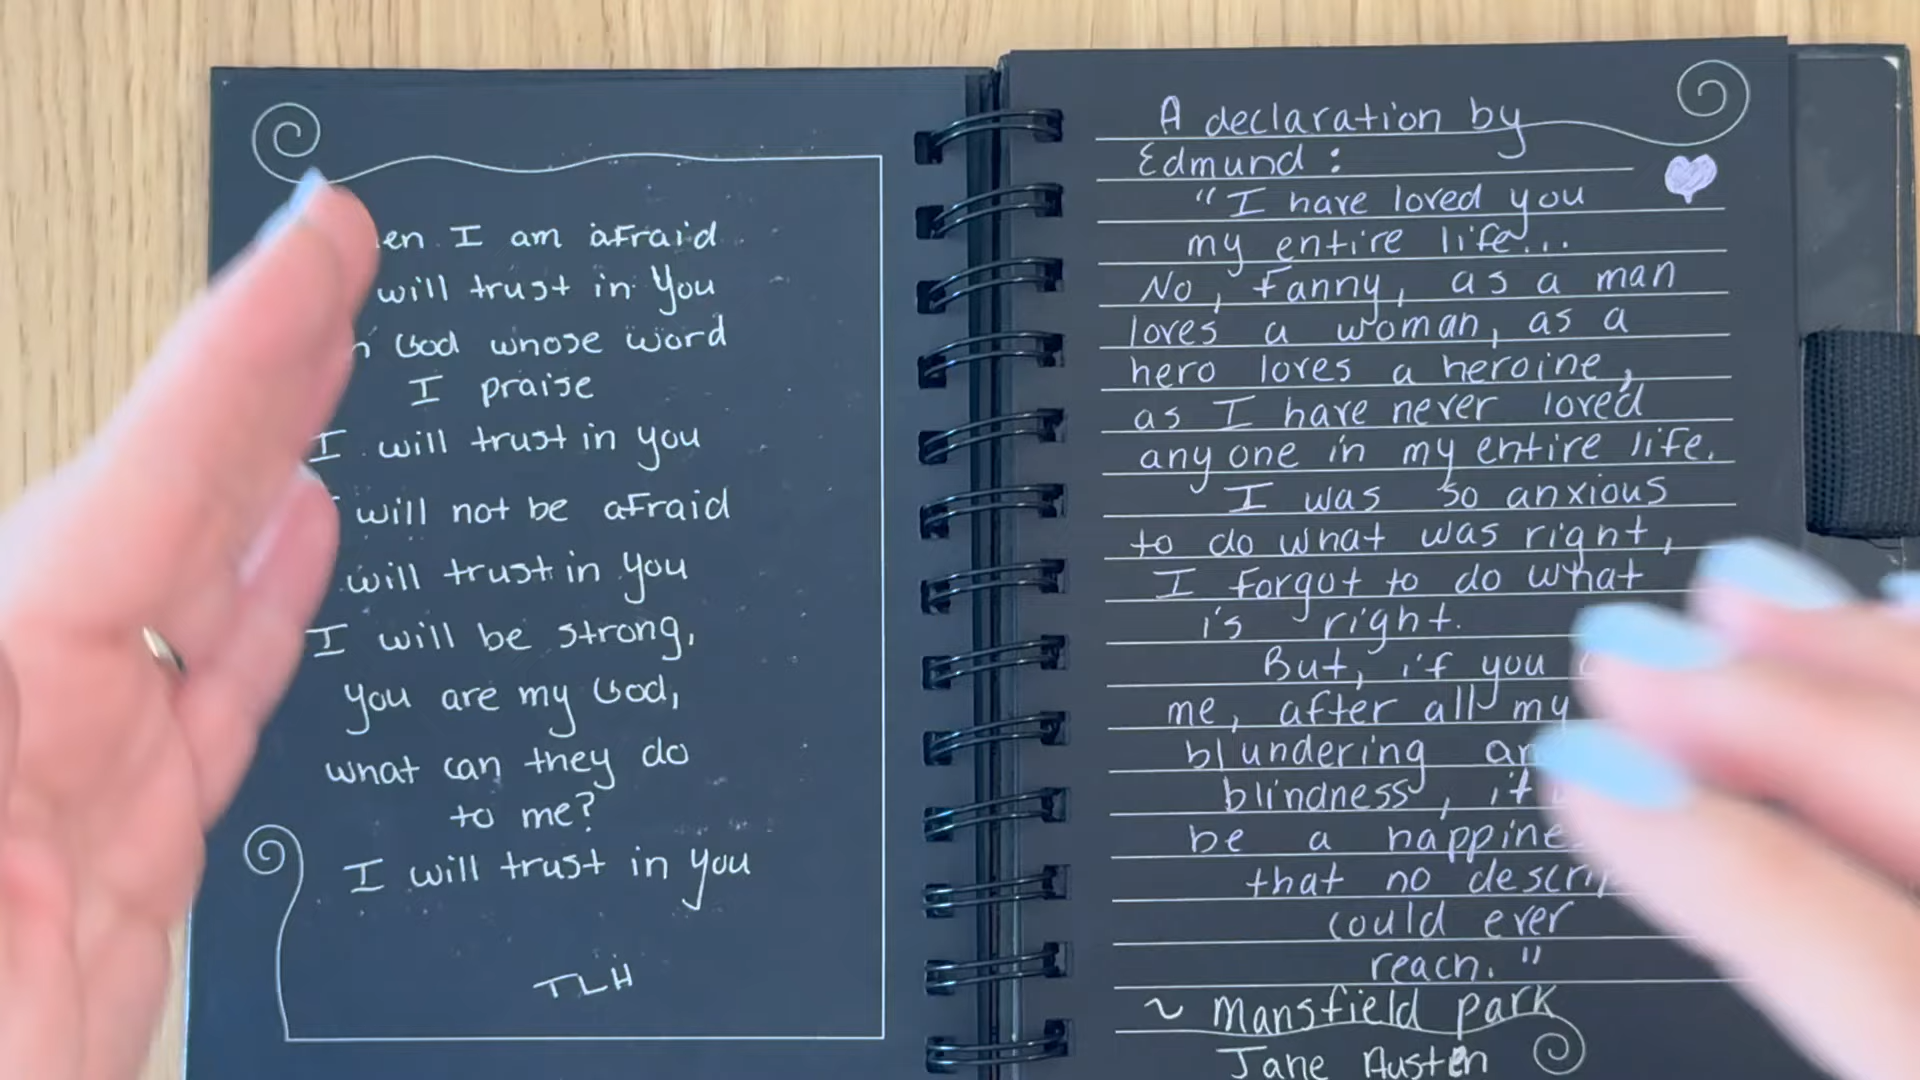 I am afraid
will trust in You
God whose word
I praise
I will trust in you
will not be afraid
will trust in you
I will be strong,
you are my God,
what can they do
to me?
I will trust in you
TLH
A declaration by
Edmund :
"I have loved you
my entire life...
No, Fanny, as a man
loves a woman, as a
hero loves a heroine,
as I have never loved
anyone in my entire life.
I was so anxious
to do what was right,
I forgot to do what
is right.
But, if you
me, after all my
blundering
blindness, it
be a
that no
could ever
reach."
~ Mansfield park
Jane Austen